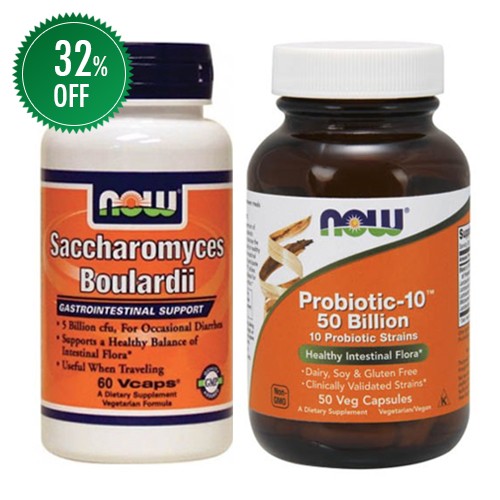 32%
OFF
NOW
Saccharomyces
Boulardii
GASTROINTESTINAL SUPPORT
• 5 Billion cfu, For Occasional Diarrhea
• Supports a Healthy Balance of
Intestinal Flora*
• Useful When Traveling
60 Vcaps®
A Dietary Supplement
Vegetarian Formula
NOW
Probiotic-10™
50 Billion
10 Probiotic Strains
Healthy Intestinal Flora*
• Dairy, Soy & Gluten Free
• Clinically Validated Strains*
Non-
GMO
50 Veg Capsules
A Dietary Supplement Vegetarian/Vegan
K